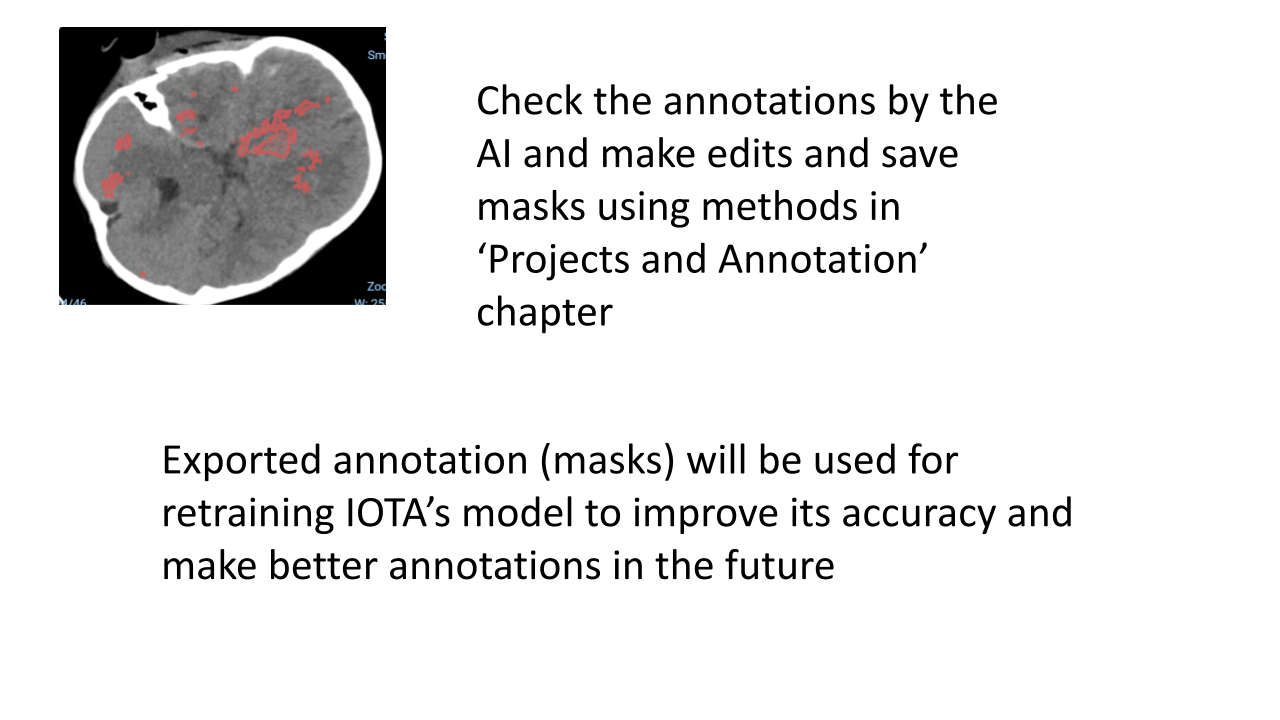 Sm
Zoo
W: 25
/46
Check the annotations by the
AI and make edits and save
masks using methods in
‘Projects and Annotation’
chapter
Exported annotation (masks) will be used for
retraining IOTA’s model to improve its accuracy and
make better annotations in the future